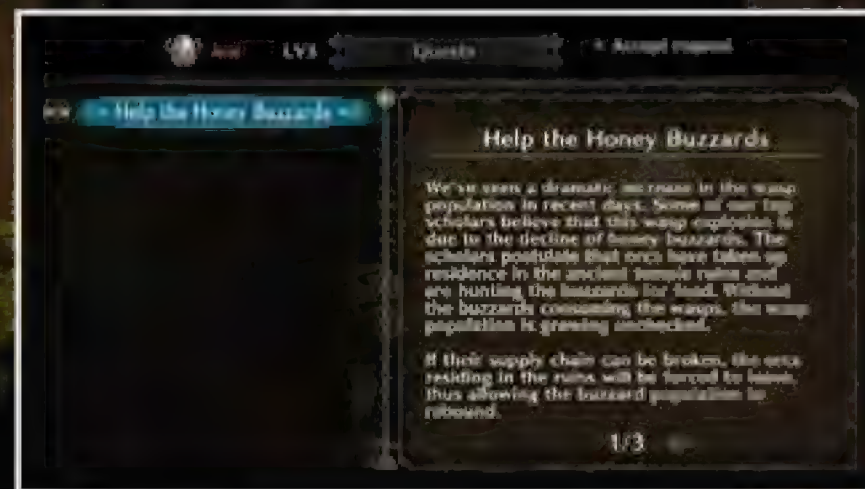 LV3
Quests
Accept request
Help the Honey Buzzards
Help the Honey Buzzards
We've seen a dramatic increase in the wasp
population in recent days. Some of our top
scholars believe that this wasp explosion is
due to the decline of honey buzzards. The
scholars postulate that orcs have taken up
residence in the ancient temple ruins and
are hunting the buzzards for food. Without
the buzzards consuming the wasps, the wasp
population is growing unchecked.
If their supply chain can be broken, the orcs
residing in the ruins will be forced to leave,
thus allowing the buzzard population to
rebound.
1/3